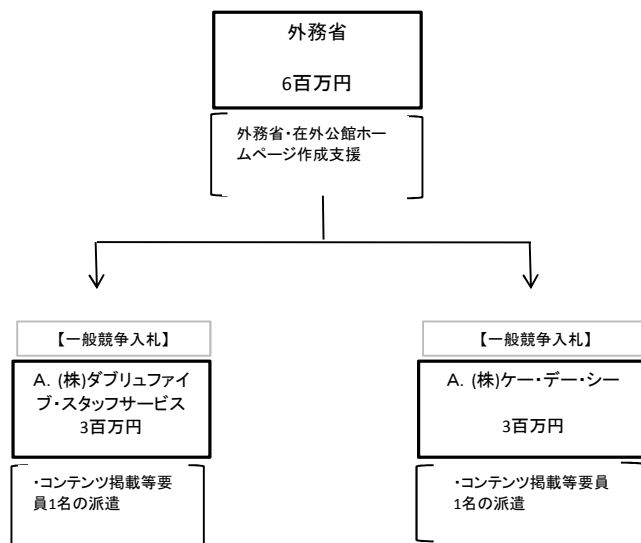 外務省
6百万円
外務省・在外公館ホー
ムページ作成支援
【一般競争入札】
A. (株)ダブリュファイ
ブ・スタッフサービス
3百万円
・コンテンツ掲載等要
員1名の派遣
【一般競争入札】
A. (株)ケー・デー・シー
3百万円
・コンテンツ掲載等要員
1名の派遣